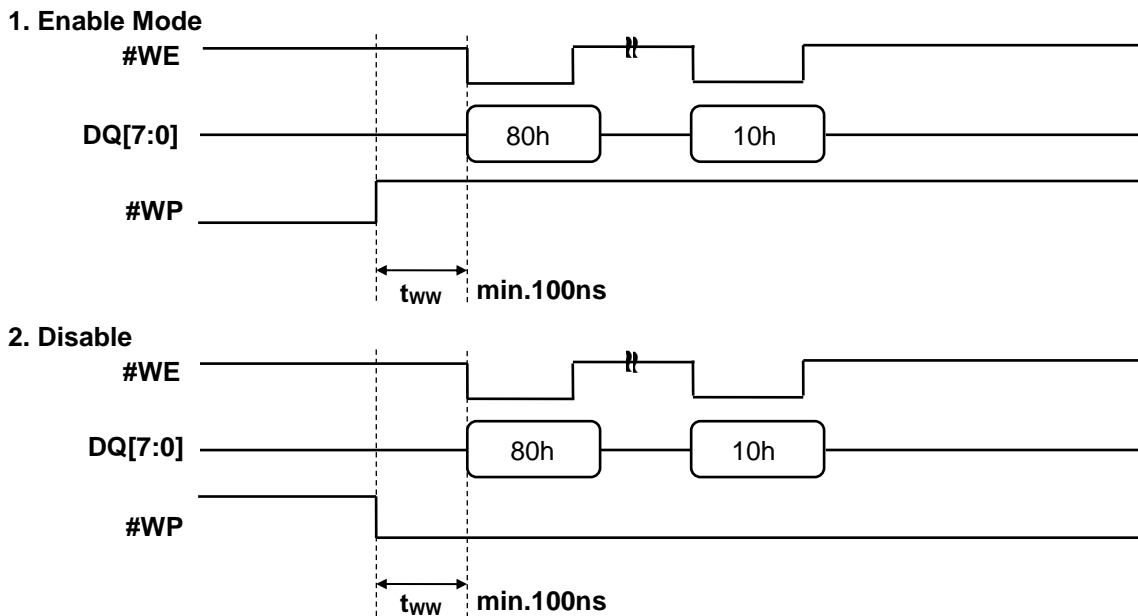 1. Enable Mode
#WE
DQ[7:0]
80h
10h
#WP
tWW min.100ns
2. Disable
#WE
DQ[7:0]
80h
10h
#WP
tWW min.100ns